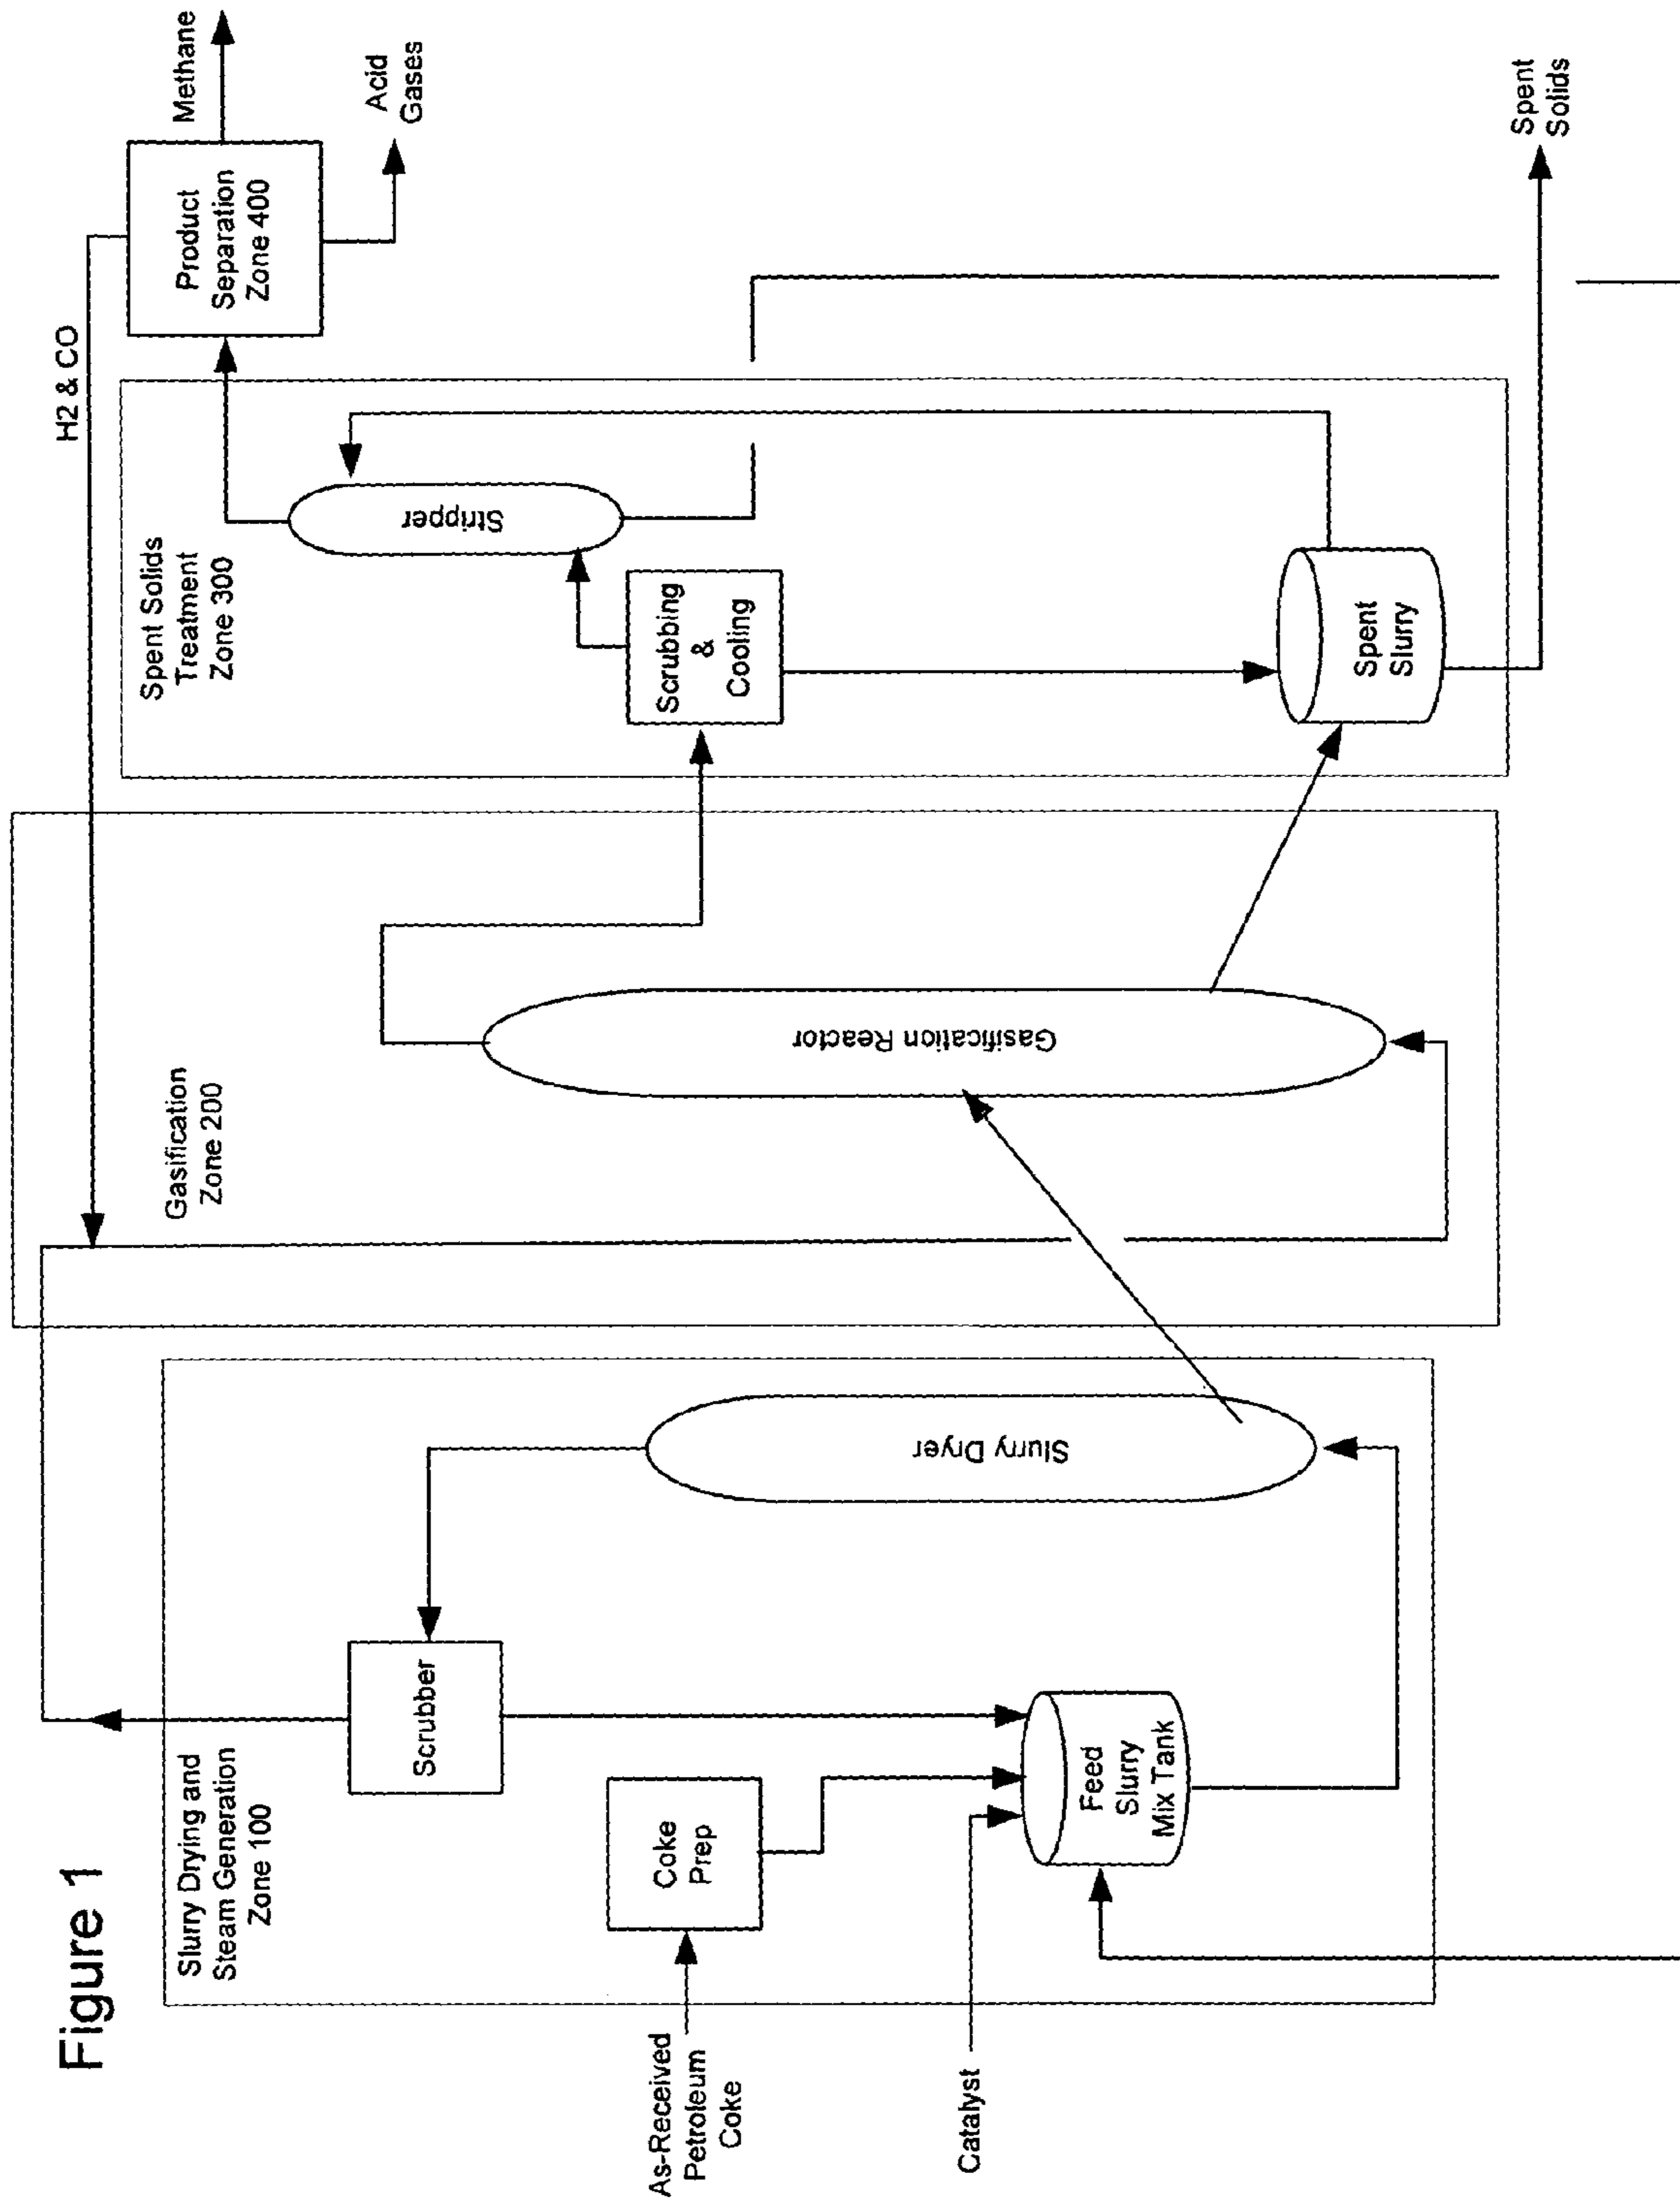 Figure 1
Slurry Drying and
Steam Generation
Zone 100
Scrubber
As-Received
Petroleum
Coke
Coke
Prep
Catalyst
Feed
Slurry
Mix Tank
Slurry Dryer
Gasification
Zone 200
Gasification Reactor
H2 & CO
Spent Solids
Treatment
Zone 300
Stripper
Scrubbing
&
Cooling
Spent
Slurry
Product
Separation
Zone 400
Methane
Acid
Gases
Spent
Solids